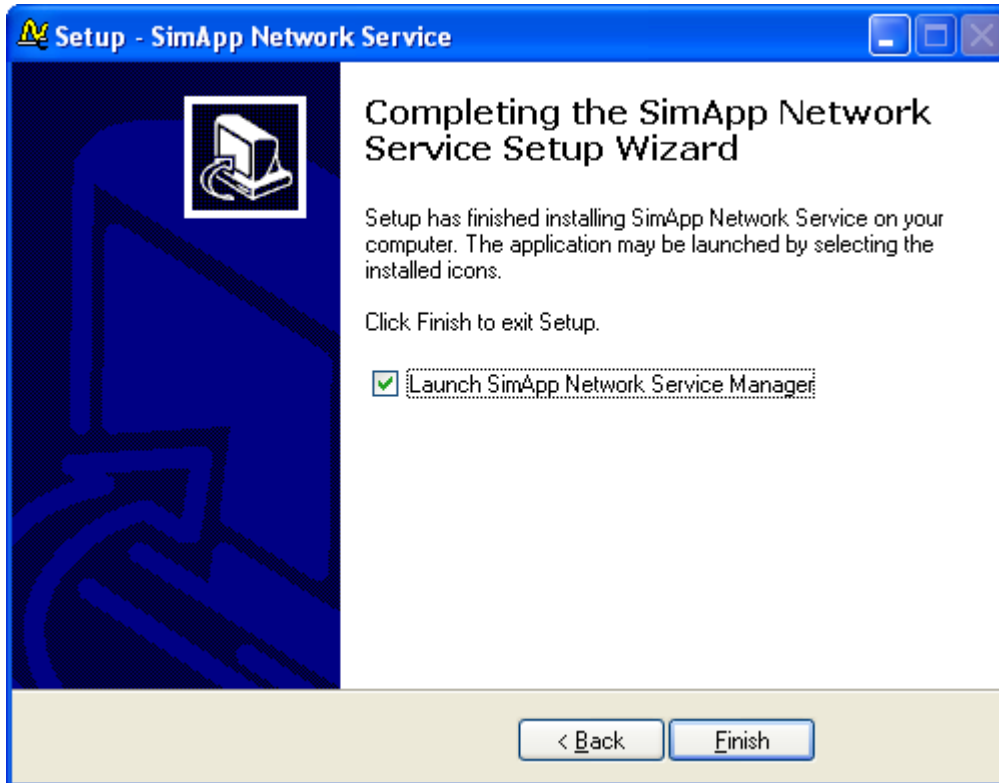 Setup - SimApp Network Service
Completing the SimApp Network
Service Setup Wizard
Setup has finished installing SimApp Network Service on your
computer. The application may be launched by selecting the
installed icons.
Click Finish to exit Setup.
Launch SimApp Network Service Manager
< Back
Finish